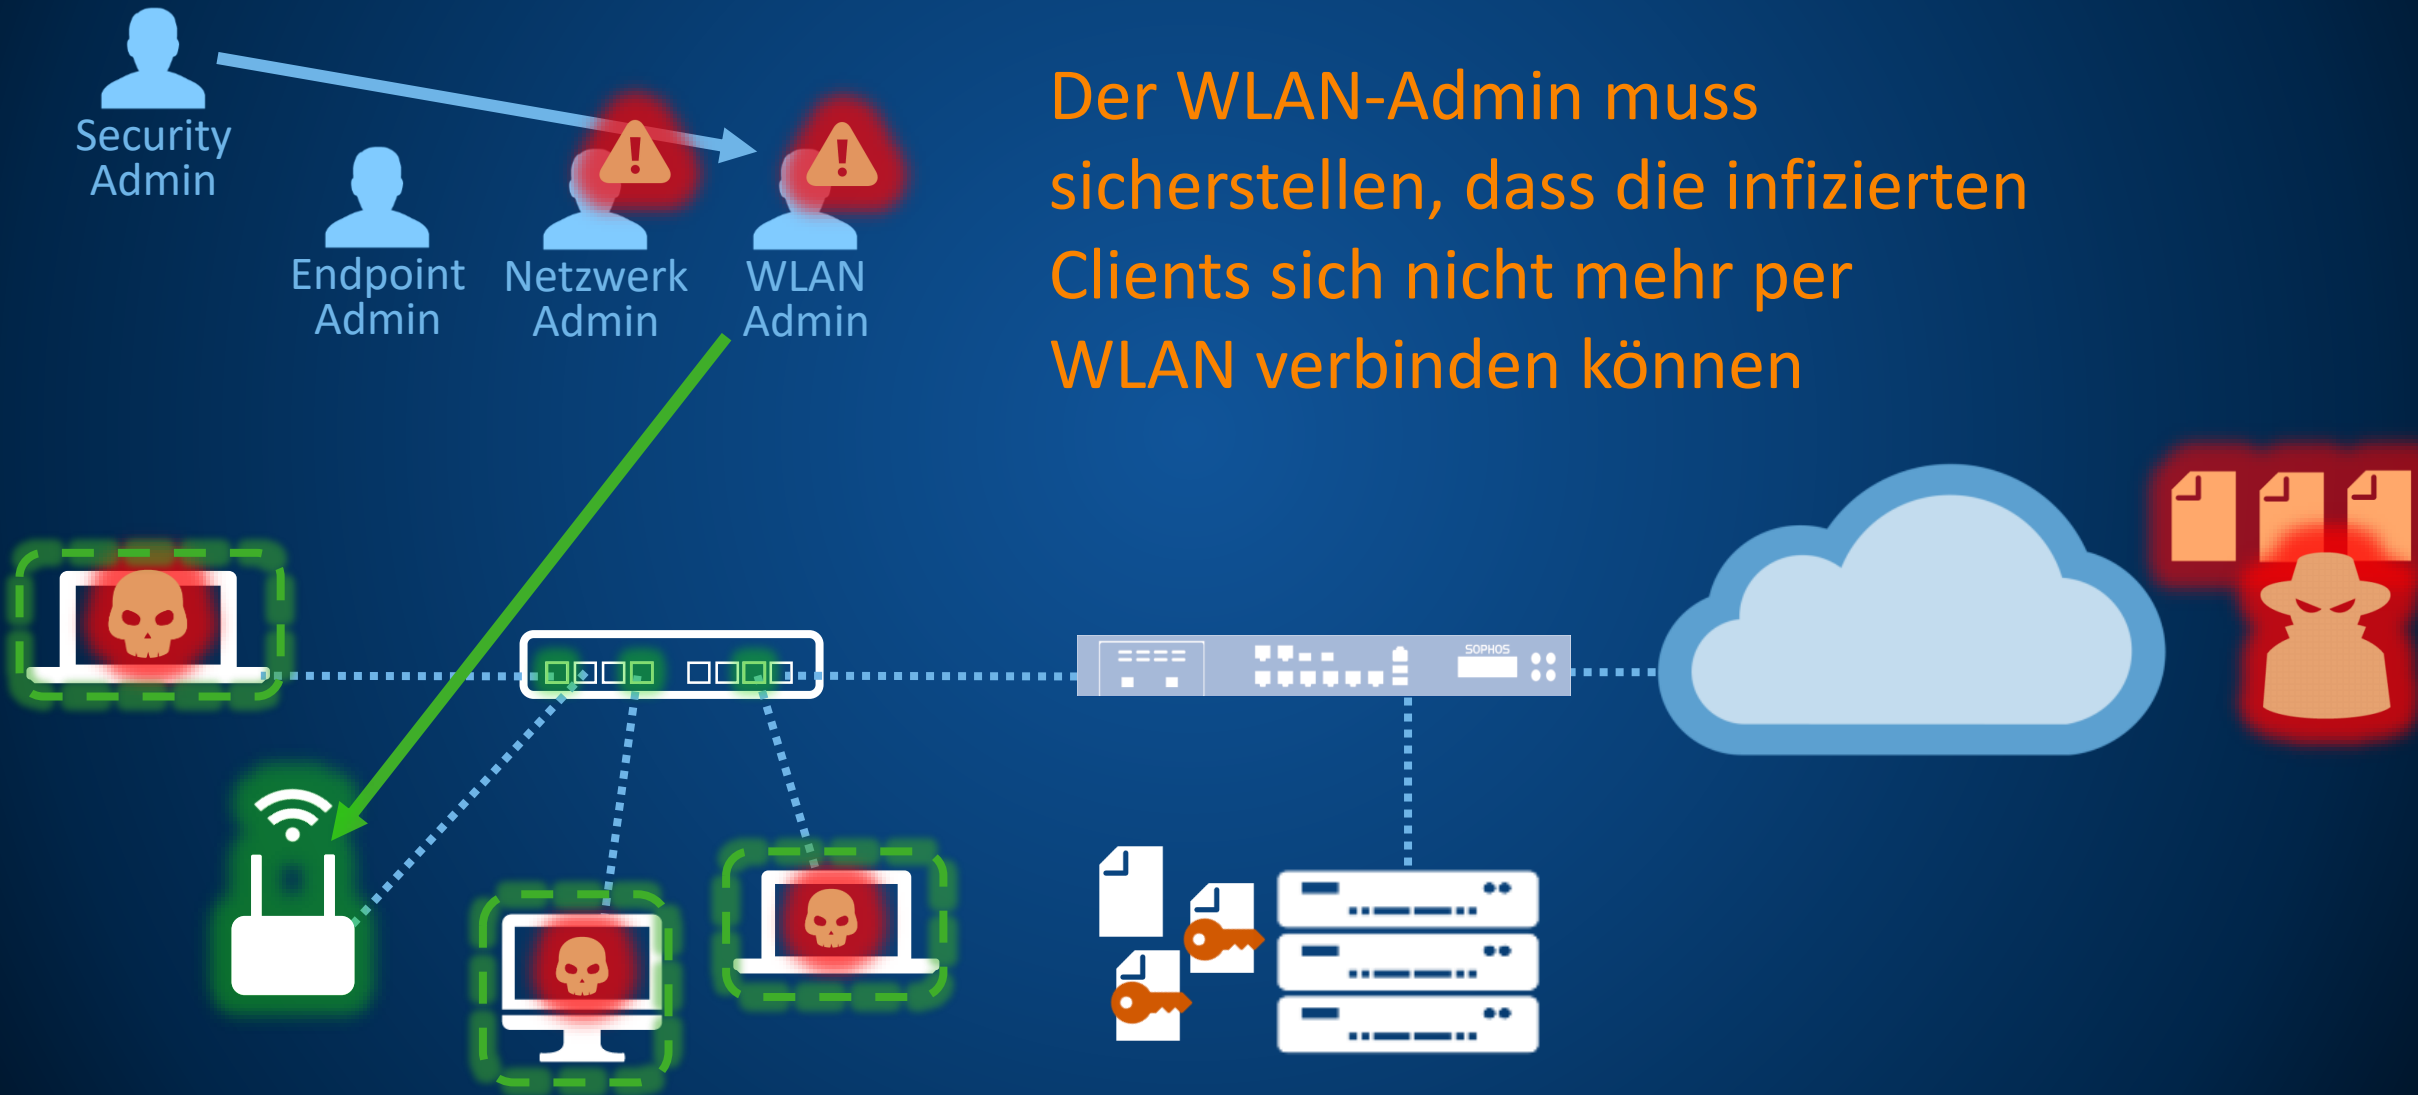 Security
Admin
Endpoint
Admin
Netzwerk
Admin
WLAN
Admin
Der WLAN-Admin muss
sicherstellen, dass die infizierten
Clients sich nicht mehr per
WLAN verbinden können
SOPHOS